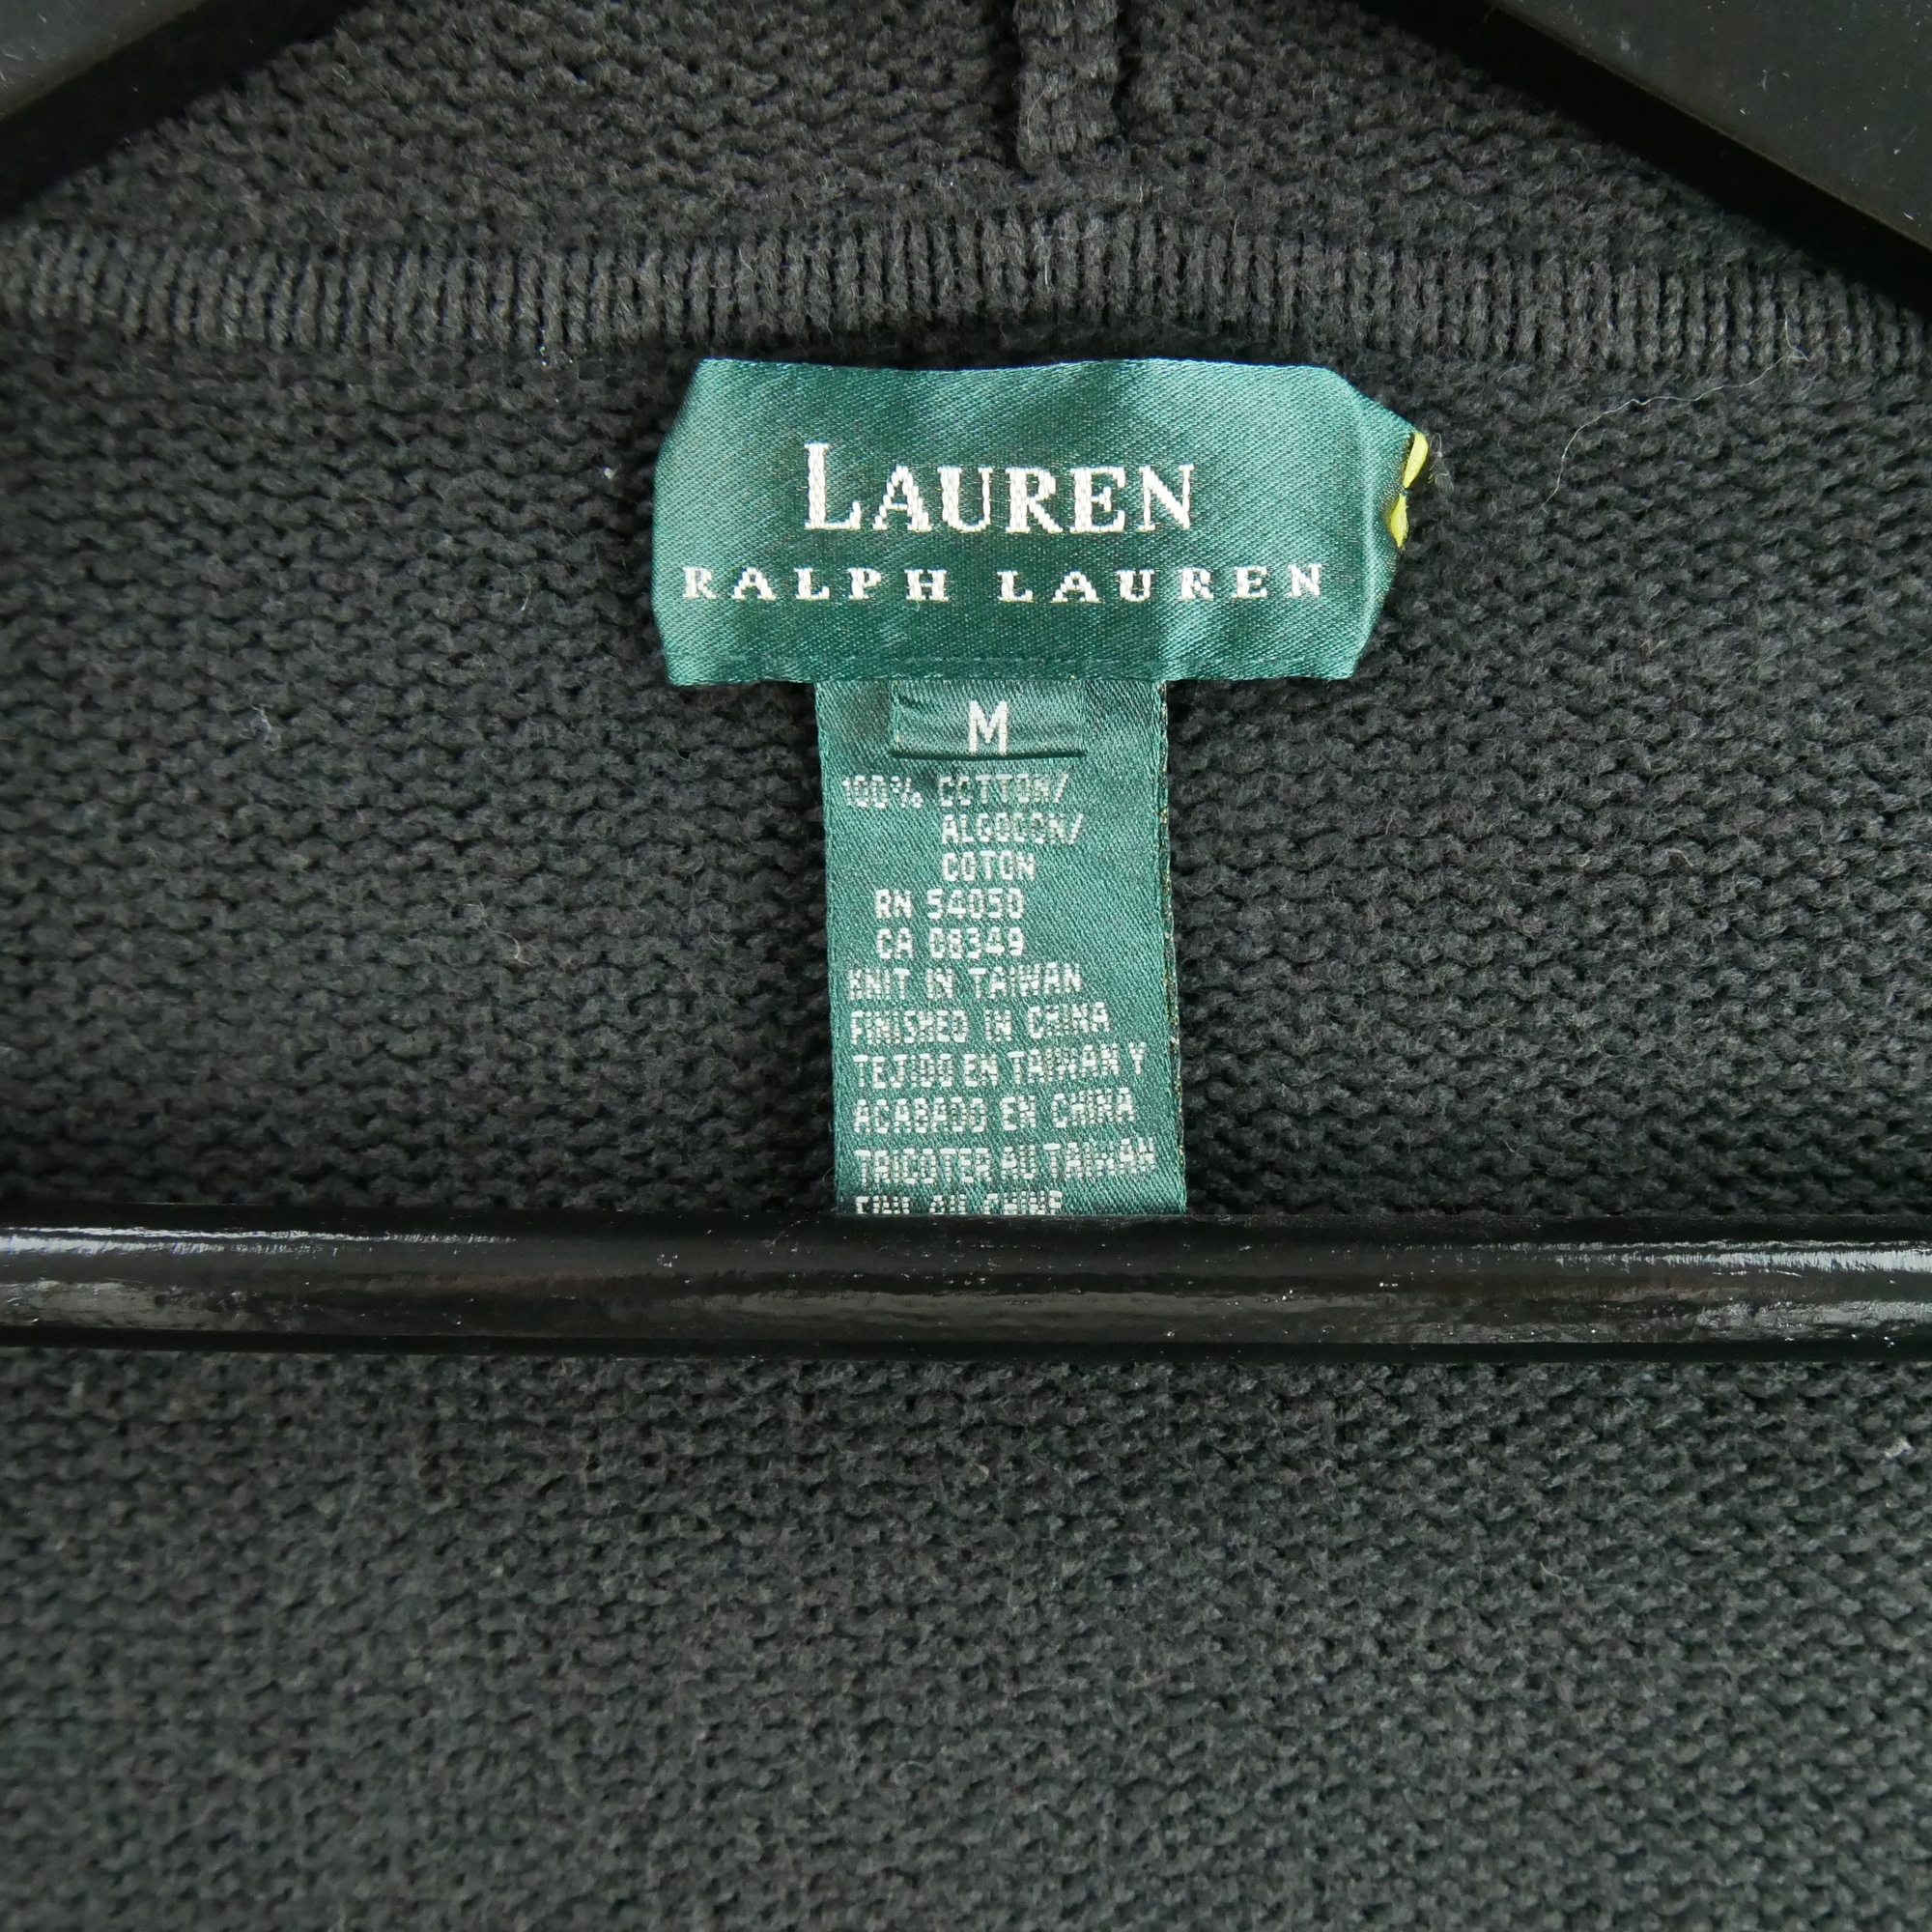 LAUREN
RALPH LAUREN
M
100% COTTON/
ALGODON/
COTON
RN 54050
CA 08349
KNIT IN TAIWAN
FINISHED IN CHINA
TEJIDO EN TAIWAN Y
ACABADO EN CHINA
TRICOTER AU TAIWAN